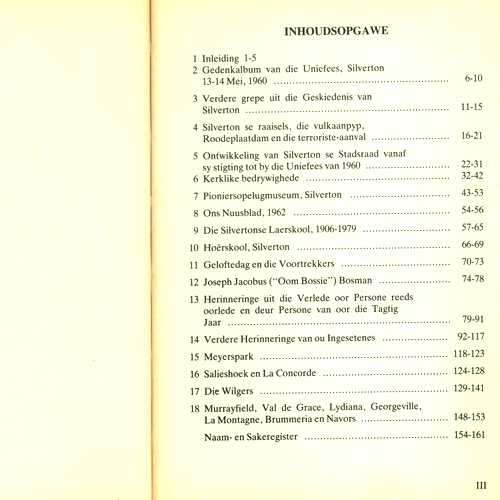 INHOUDSOPGAWE
1 Inleiding 1-5
2 Gedenkalbum van die Uniefees, Silverton
13-14 Mei, 1960 ........ 6-10
3 Verdere grepe uit die Geskiedenis van
Silverton ........ 11-15
4 Silverton se raaisels, die vulkaanpyp,
Roodeplaatdam en die terroriste-aanval ........ 16-21
5 Ontwikkeling van Silverton se Stadsraad vanaf
sy stigting tot by die Uniefees van 1960 ........ 22-31
6 Kerklike bedrywighede ........ 32-42
7 Pioniersopelugmuseum, Silverton ........ 43-53
8 Ons Nuusblad, 1962 ........ 54-56
9 Die Silvertonse Laerskool, 1906-1979 ........ 57-65
10 Hoërskool, Silverton ........ 66-69
11 Geloftedag en die Voortrekkers ........ 70-73
12 Joseph Jacobus ("Oom Bossie") Bosman ........ 74-78
13 Herinneringe uit die Verlede oor Persone reeds
oorlede en deur Persone van oor die Tagtig
Jaar ........ 79-91
14 Verdere Herinneringe van ou Ingesetenes ........ 92-117
15 Meyerspark ........ 118-123
16 Salieshoek en La Concorde ........ 124-128
17 Die Wilgers ........ 129-141
18 Murrayfield, Val de Grace, Lydiana, Georgeville,
La Montagne, Brummeria en Navors ........ 148-153
Naam- en Sakeregister ........ 154-161
III